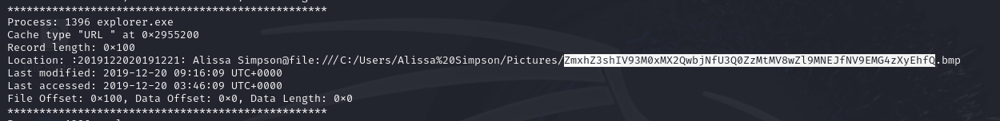 **************************************************
Process: 1396 explorer.exe
Cache type "URL " at 0×2955200
Record length: 0×100
Location: :2019122020191221: Alissa Simpson@file:///C:/Users/Alissa%20Simpson/Pictures/ZmxhZ3shIV93M0xMX2QwbjNfU3Q0ZzMtMV8wZl9MNEJfNV9EMG4zXyEhfQ.bmp
Last modified: 2019-12-20 09:16:09 UTC+0000
Last accessed: 2019-12-20 03:46:09 UTC+0000
File Offset: 0×100, Data Offset: 0×0, Data Length: 0×0
**************************************************